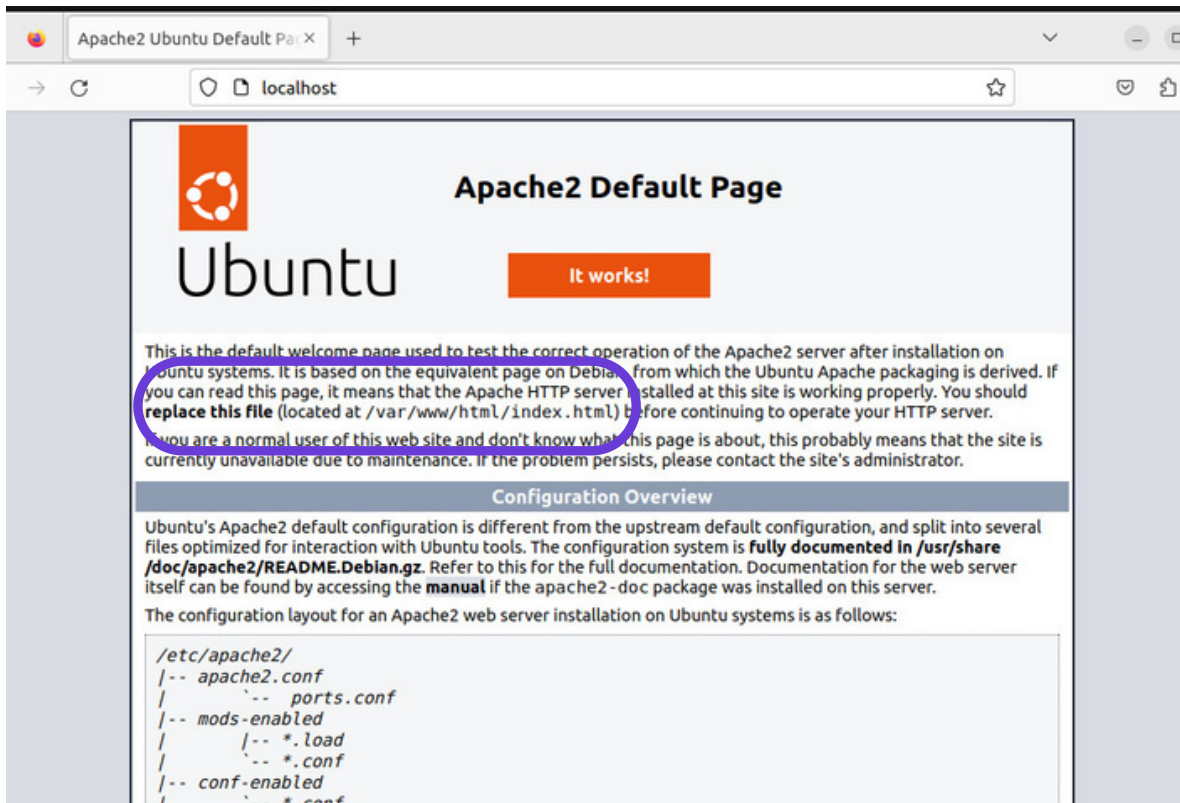 Apache2 Ubuntu Default Pag
localhost
Apache2 Default Page
Ubuntu
It works!
This is the default welcome page used to test the correct operation of the Apache2 server after installation on
Ubuntu systems. It is based on the equivalent page on Debian, from which the Ubuntu Apache packaging is derived. If
you can read this page, it means that the Apache HTTP server installed at this site is working properly. You should
replace this file (located at /var/www/html/index.html) before continuing to operate your HTTP server.
If you are a normal user of this web site and don't know what this page is about, this probably means that the site is
currently unavailable due to maintenance. If the problem persists, please contact the site's administrator.
Configuration Overview
Ubuntu's Apache2 default configuration is different from the upstream default configuration, and split into several
files optimized for interaction with Ubuntu tools. The configuration system is fully documented in /usr/share
/doc/apache2/README.Debian.gz. Refer to this for the full documentation. Documentation for the web server
itself can be found by accessing the manual if the apache2-doc package was installed on this server.
The configuration layout for an Apache2 web server installation on Ubuntu systems is as follows:
/etc/apache2/
|-- apache2.conf
|       `--  ports.conf
|-- mods-enabled
|       |-- *.load
|       `-- *.conf
|-- conf-enabled
|       `-- *.conf